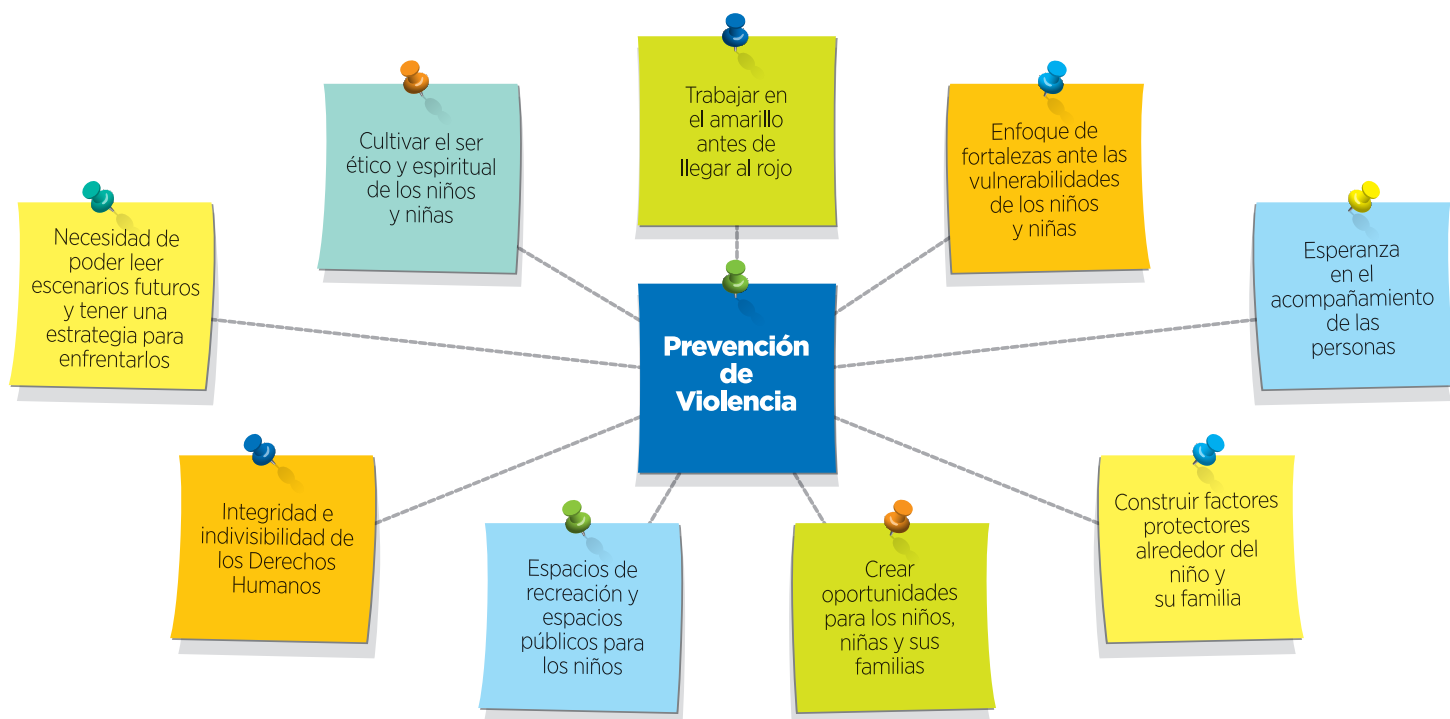 Trabajar en
el amarillo
antes de
llegar al rojo
Cultivar el ser
ético y espiritual
de los niños
y niñas
Enfoque de
fortalezas ante las
vulnerabilidades
de los niños
y niñas
Necesidad de
poder leer
escenarios futuros
y tener una
estrategia para
enfrentarlos
Esperanza
en el
acompañamiento
de las
personas
Prevención
de
Violencia
Integridad e
indivisibilidad de
los Derechos
Humanos
Espacios de
recreación y
espacios
públicos para
los niños
Crear
oportunidades
para los niños,
niñas y sus
familias
Construir factores
protectores
alrededor del
niño y
su familia